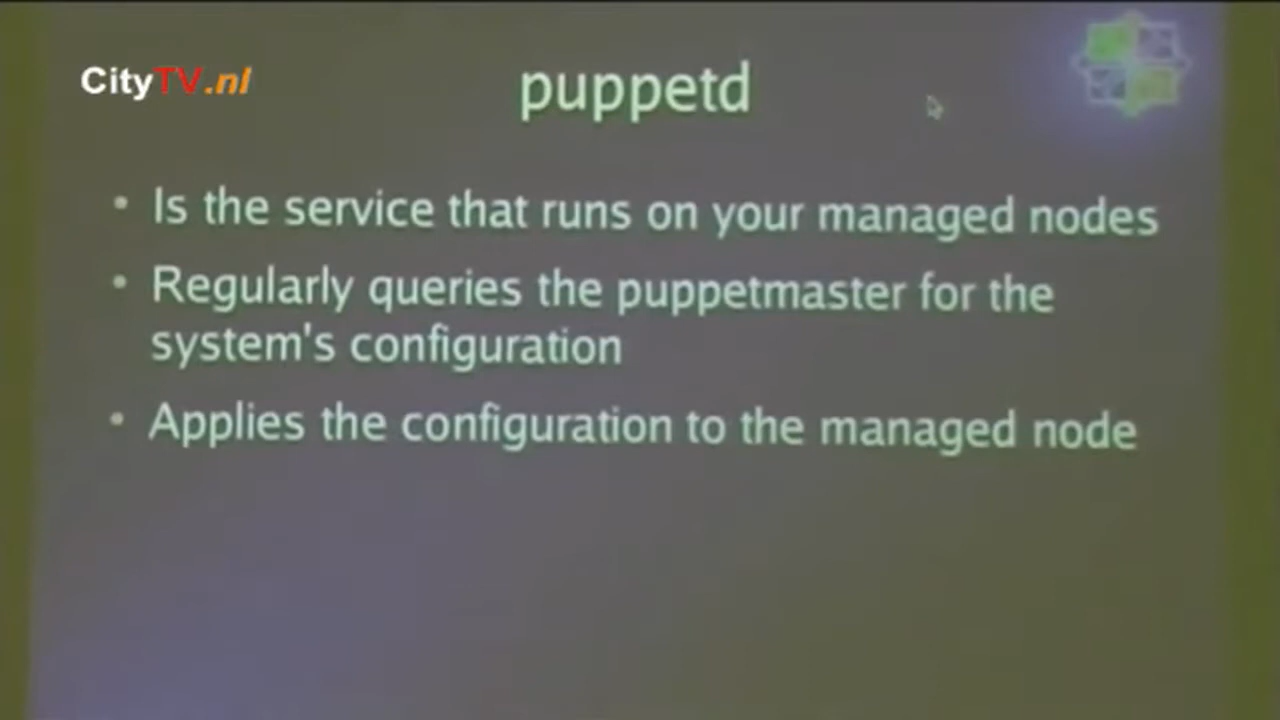 CityTV.nl
puppetd
• Is the service that runs on your managed nodes
• Regularly queries the puppetmaster for the
system's configuration
• Applies the configuration to the managed node